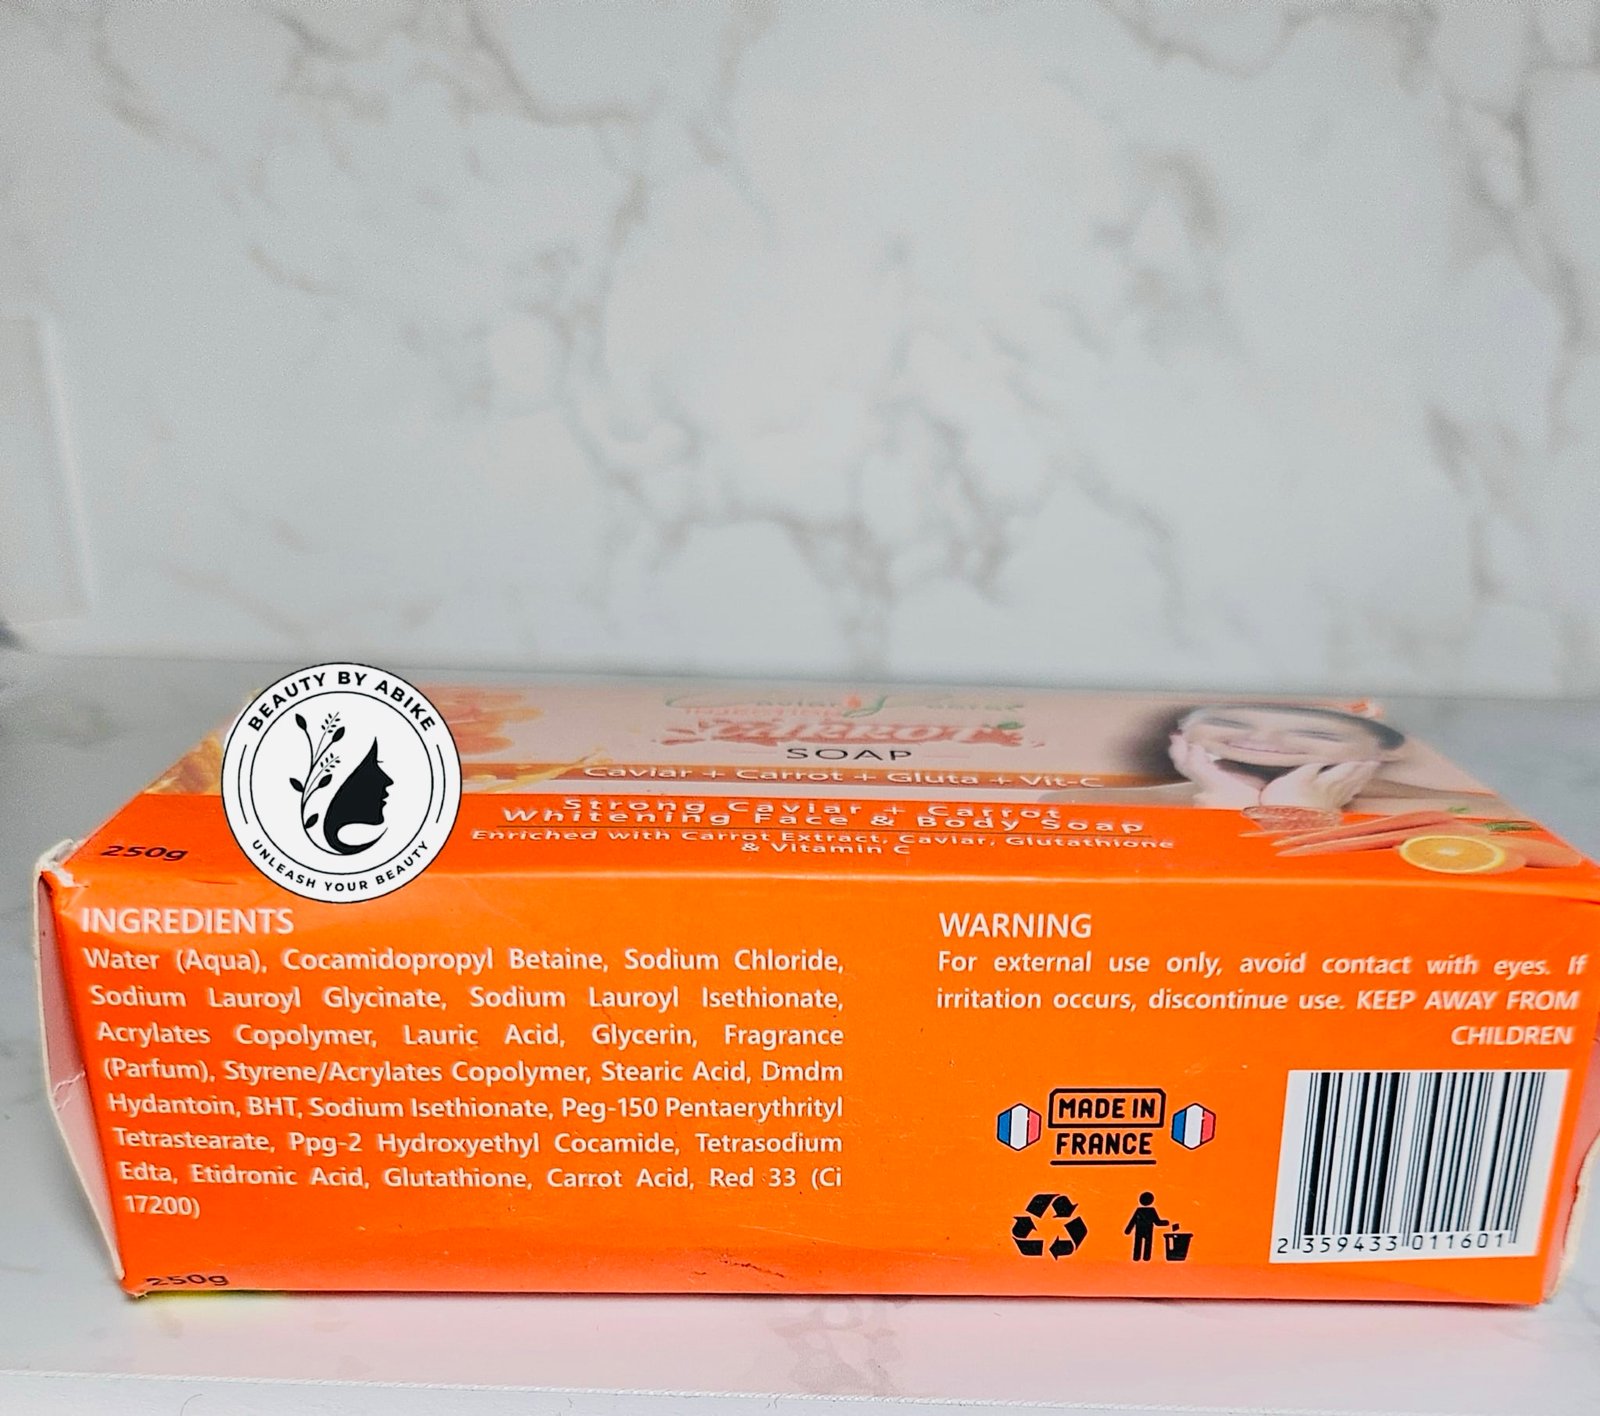 BEAUTY BY ABIKE
UNLEASH YOUR BEAUTY
SOAP
Caviar + Carrot + Gluta + Vit-C
Strong Caviar + Carrot
Whitening Face & Body Soap
Enriched with Carrot Extract, Caviar, Glutathione
& Vitamin C
250g
INGREDIENTS
Water (Aqua), Cocamidopropyl Betaine, Sodium Chloride,
Sodium Lauroyl Glycinate, Sodium Lauroyl Isethionate,
Acrylates Copolymer, Lauric Acid, Glycerin, Fragrance
(Parfum), Styrene/Acrylates Copolymer, Stearic Acid, Dmdm
Hydantoin, BHT, Sodium Isethionate, Peg-150 Pentaerythrityl
Tetrastearate, Ppg-2 Hydroxyethyl Cocamide, Tetrasodium
Edta, Etidronic Acid, Glutathione, Carrot Acid, Red 33 (Ci
17200)
250g
WARNING
For external use only, avoid contact with eyes. If
irritation occurs, discontinue use. KEEP AWAY FROM
CHILDREN
MADE IN
FRANCE
2 359433 011601